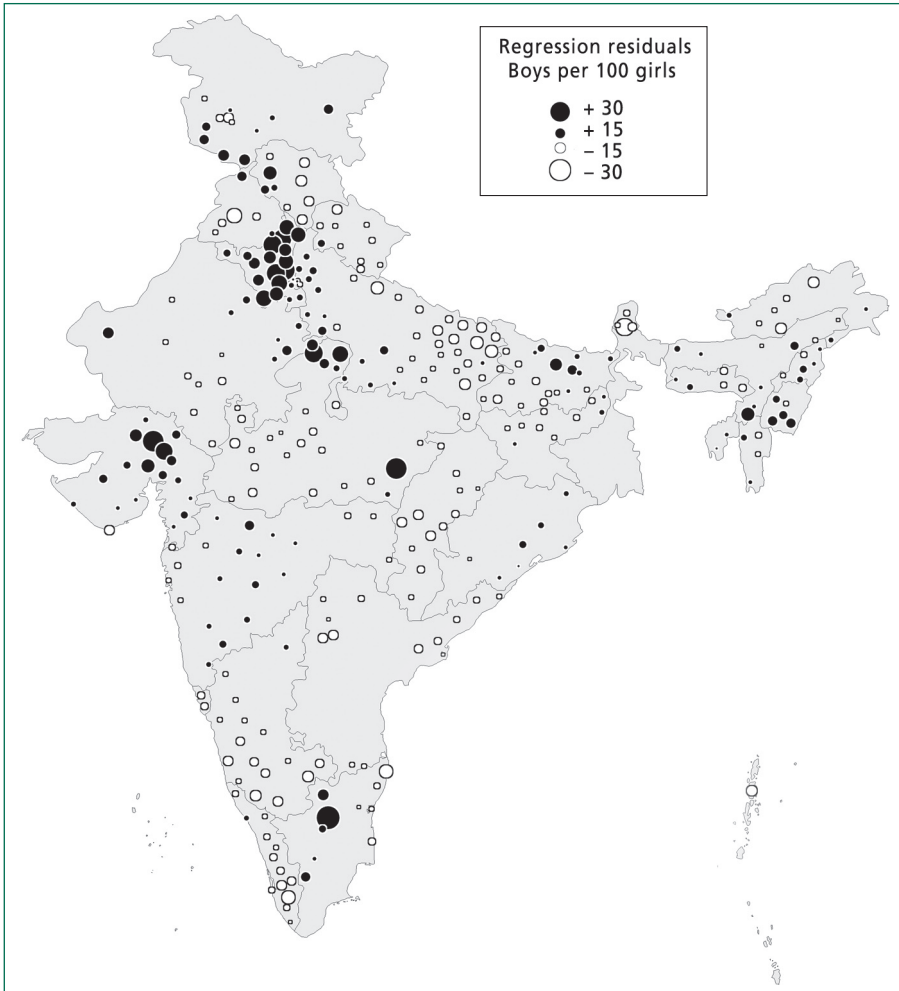 Regression residuals
Boys per 100 girls
+ 30
+ 15
– 15
– 30